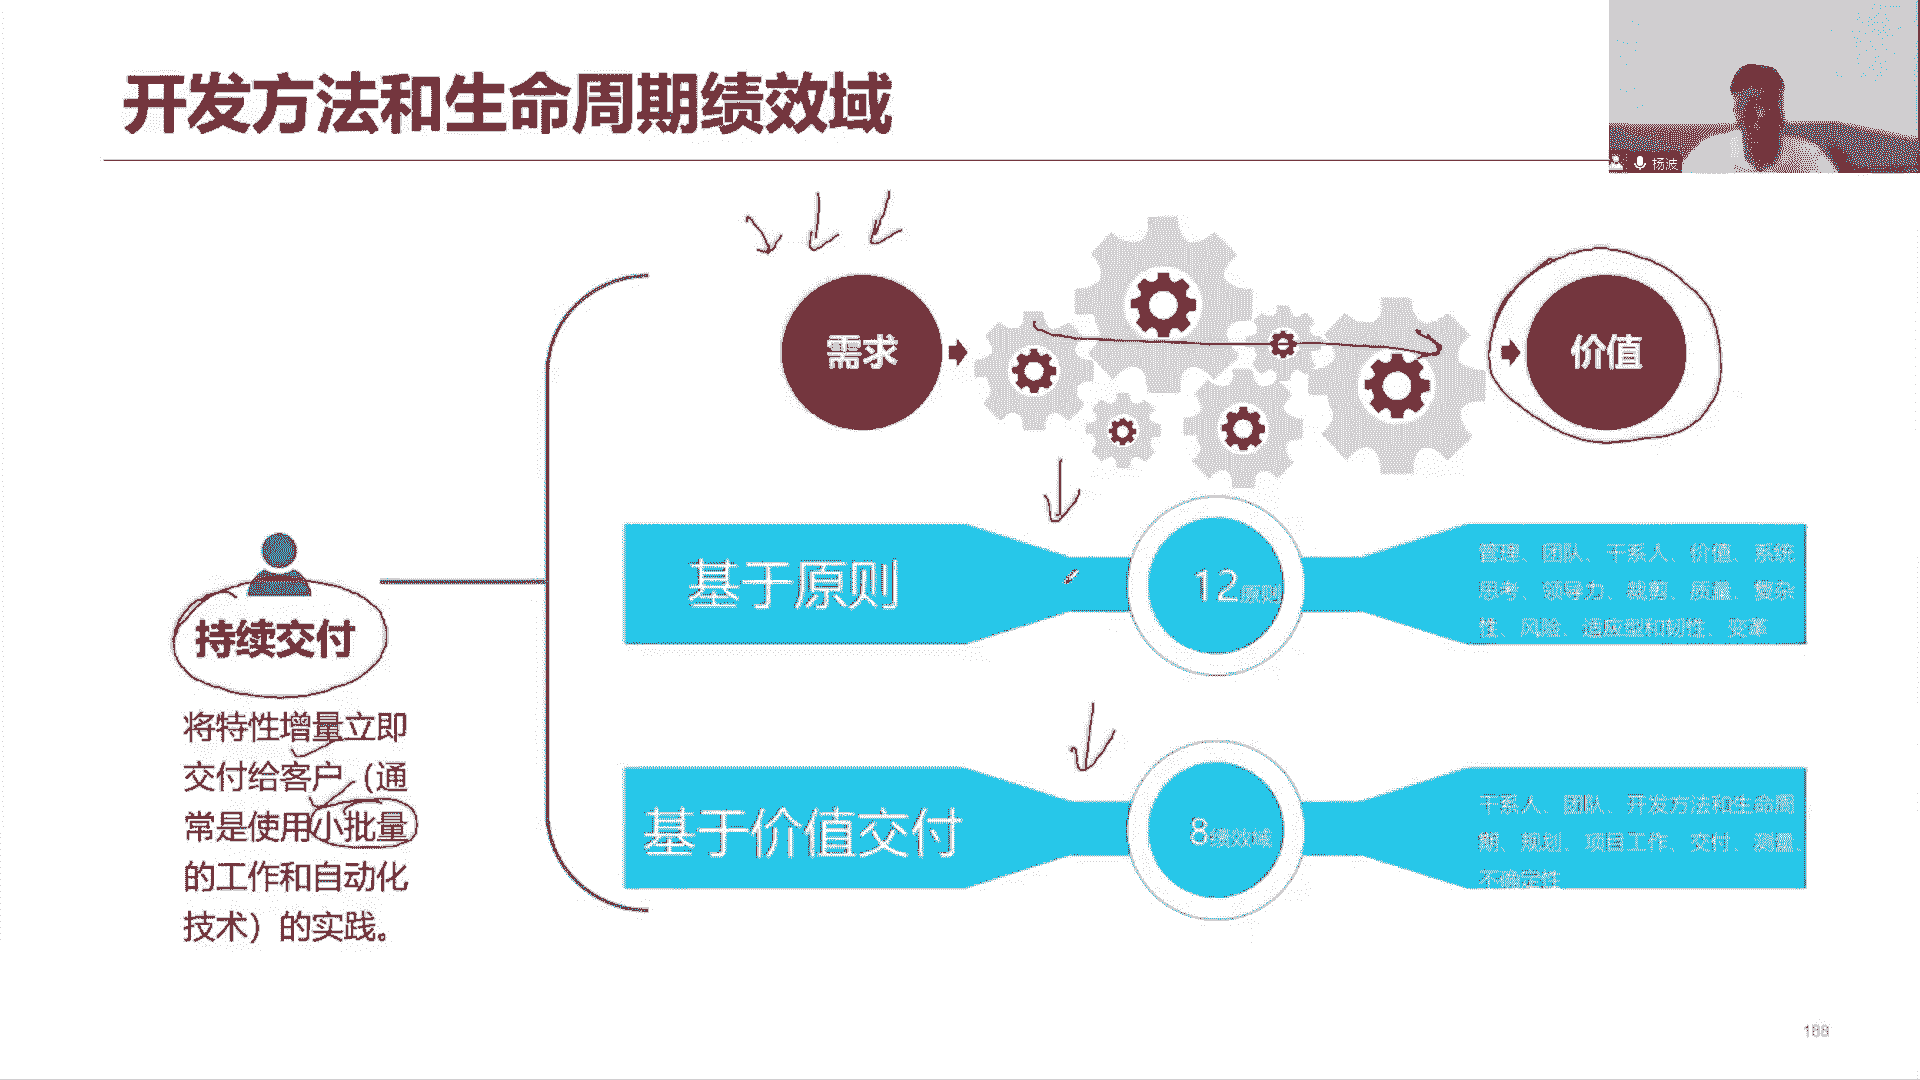 开发方法和生命周期绩效域
杨波
需求
价值
持续交付
将特性增量立即
交付给客户（通
常是使用小批量
的工作和自动化
技术）的实践。
基于原则
12原则
管理、团队、干系人、价值、系统
思考、领导力、裁剪、质量、复杂
性、风险、适应型和韧性、变革
基于价值交付
8绩效域
干系人、团队、开发方法和生命周
期、规划、项目工作、交付、测量、
不确定性
188